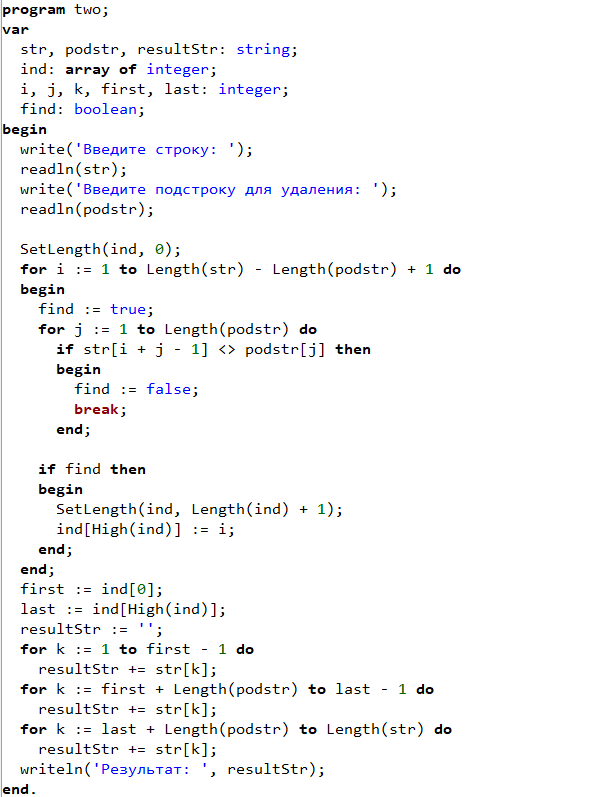 program two;
var
  str, podstr, resultStr: string;
  ind: array of integer;
  i, j, k, first, last: integer;
  find: boolean;
begin
  write('Введите строку: ');
  readln(str);
  write('Введите подстроку для удаления: ');
  readln(podstr);

  SetLength(ind, 0);
  for i := 1 to Length(str) - Length(podstr) + 1 do
  begin
    find := true;
    for j := 1 to Length(podstr) do
      if str[i + j - 1] <> podstr[j] then
      begin
        find := false;
        break;
      end;

    if find then
    begin
      SetLength(ind, Length(ind) + 1);
      ind[High(ind)] := i;
    end;
  end;
  first := ind[0];
  last := ind[High(ind)];
  resultStr := '';
  for k := 1 to first - 1 do
    resultStr += str[k];
  for k := first + Length(podstr) to last - 1 do
    resultStr += str[k];
  for k := last + Length(podstr) to Length(str) do
    resultStr += str[k];
  writeln('Результат: ', resultStr);
end.